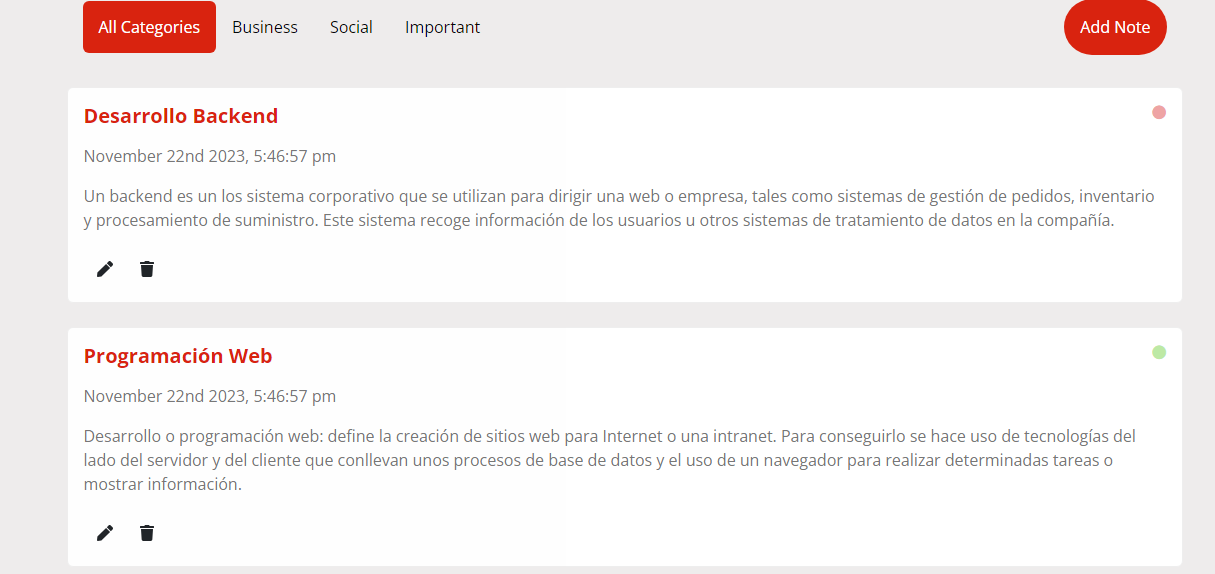 All Categories Business Social Important Add Note
Desarrollo Backend
November 22nd 2023, 5:46:57 pm
Un backend es un los sistema corporativo que se utilizan para dirigir una web o empresa, tales como sistemas de gestión de pedidos, inventario
y procesamiento de suministro. Este sistema recoge información de los usuarios u otros sistemas de tratamiento de datos en la compañía.
Programación Web
November 22nd 2023, 5:46:57 pm
Desarrollo o programación web: define la creación de sitios web para Internet o una intranet. Para conseguirlo se hace uso de tecnologías del
lado del servidor y del cliente que conllevan unos procesos de base de datos y el uso de un navegador para realizar determinadas tareas o
mostrar información.